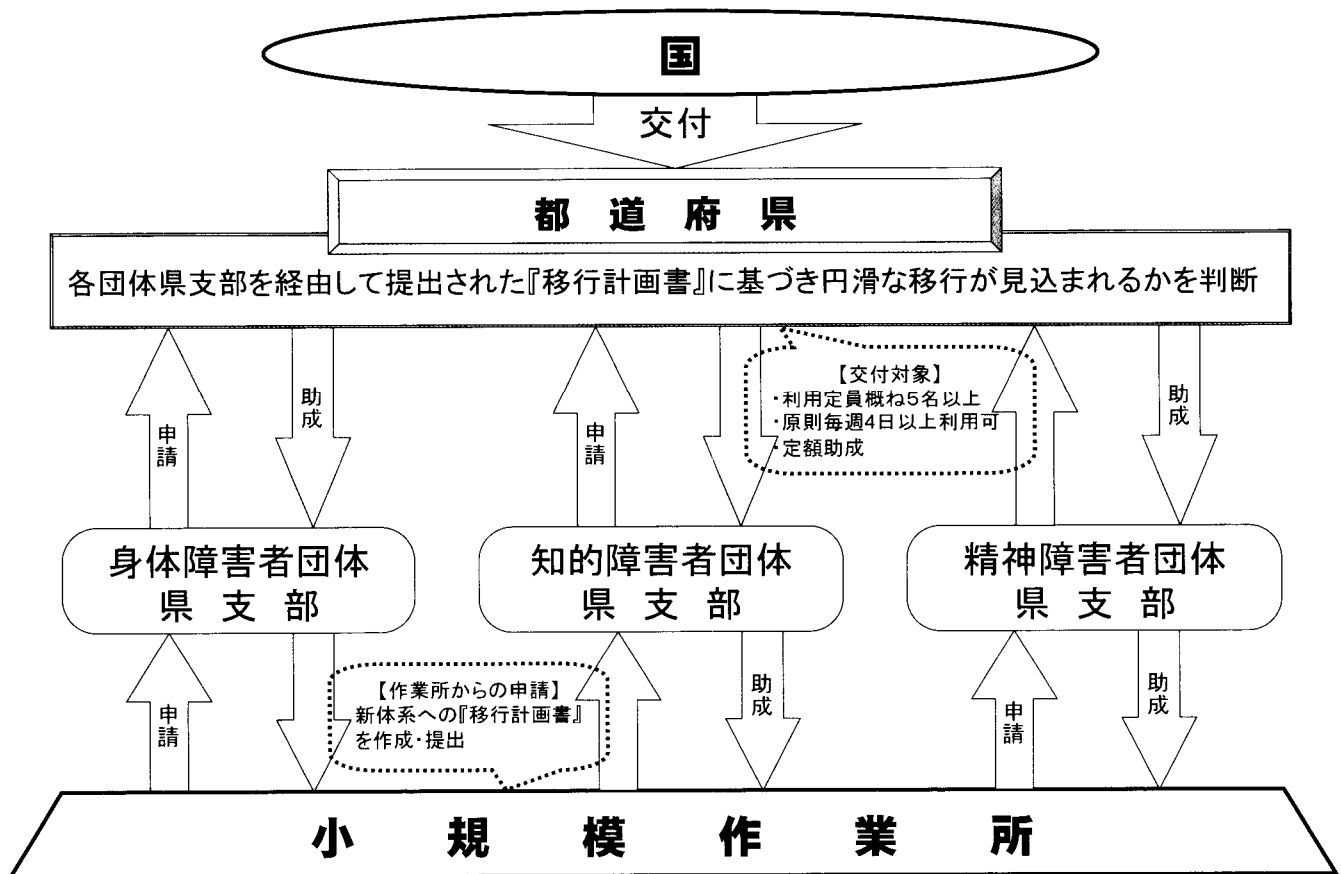 国
交付
都道府県
各団体県支部を経由して提出された『移行計画書』に基づき円滑な移行が見込まれるかを判断
申請
助成
申請
【交付対象】
・利用定員概ね5名以上
・原則毎週4日以上利用可
・定額助成
助成
身体障害者団体
県支部
知的障害者団体
県支部
精神障害者団体
県支部
申請
【作業所からの申請】
新体系への『移行計画書』
を作成・提出
助成
申請
助成
小規模作業所